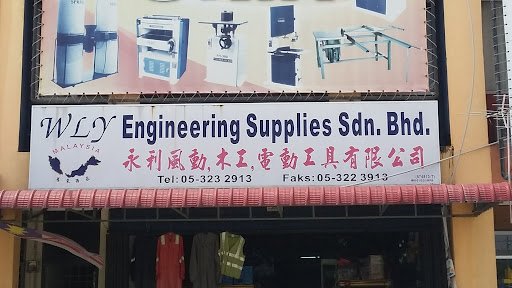 WLY Engineering Supplies Sdn. Bhd.
MALAYSIA
永利風動,木工,電動工具有限公司
Tel: 05-323 2913 Faks: 05-322 3913